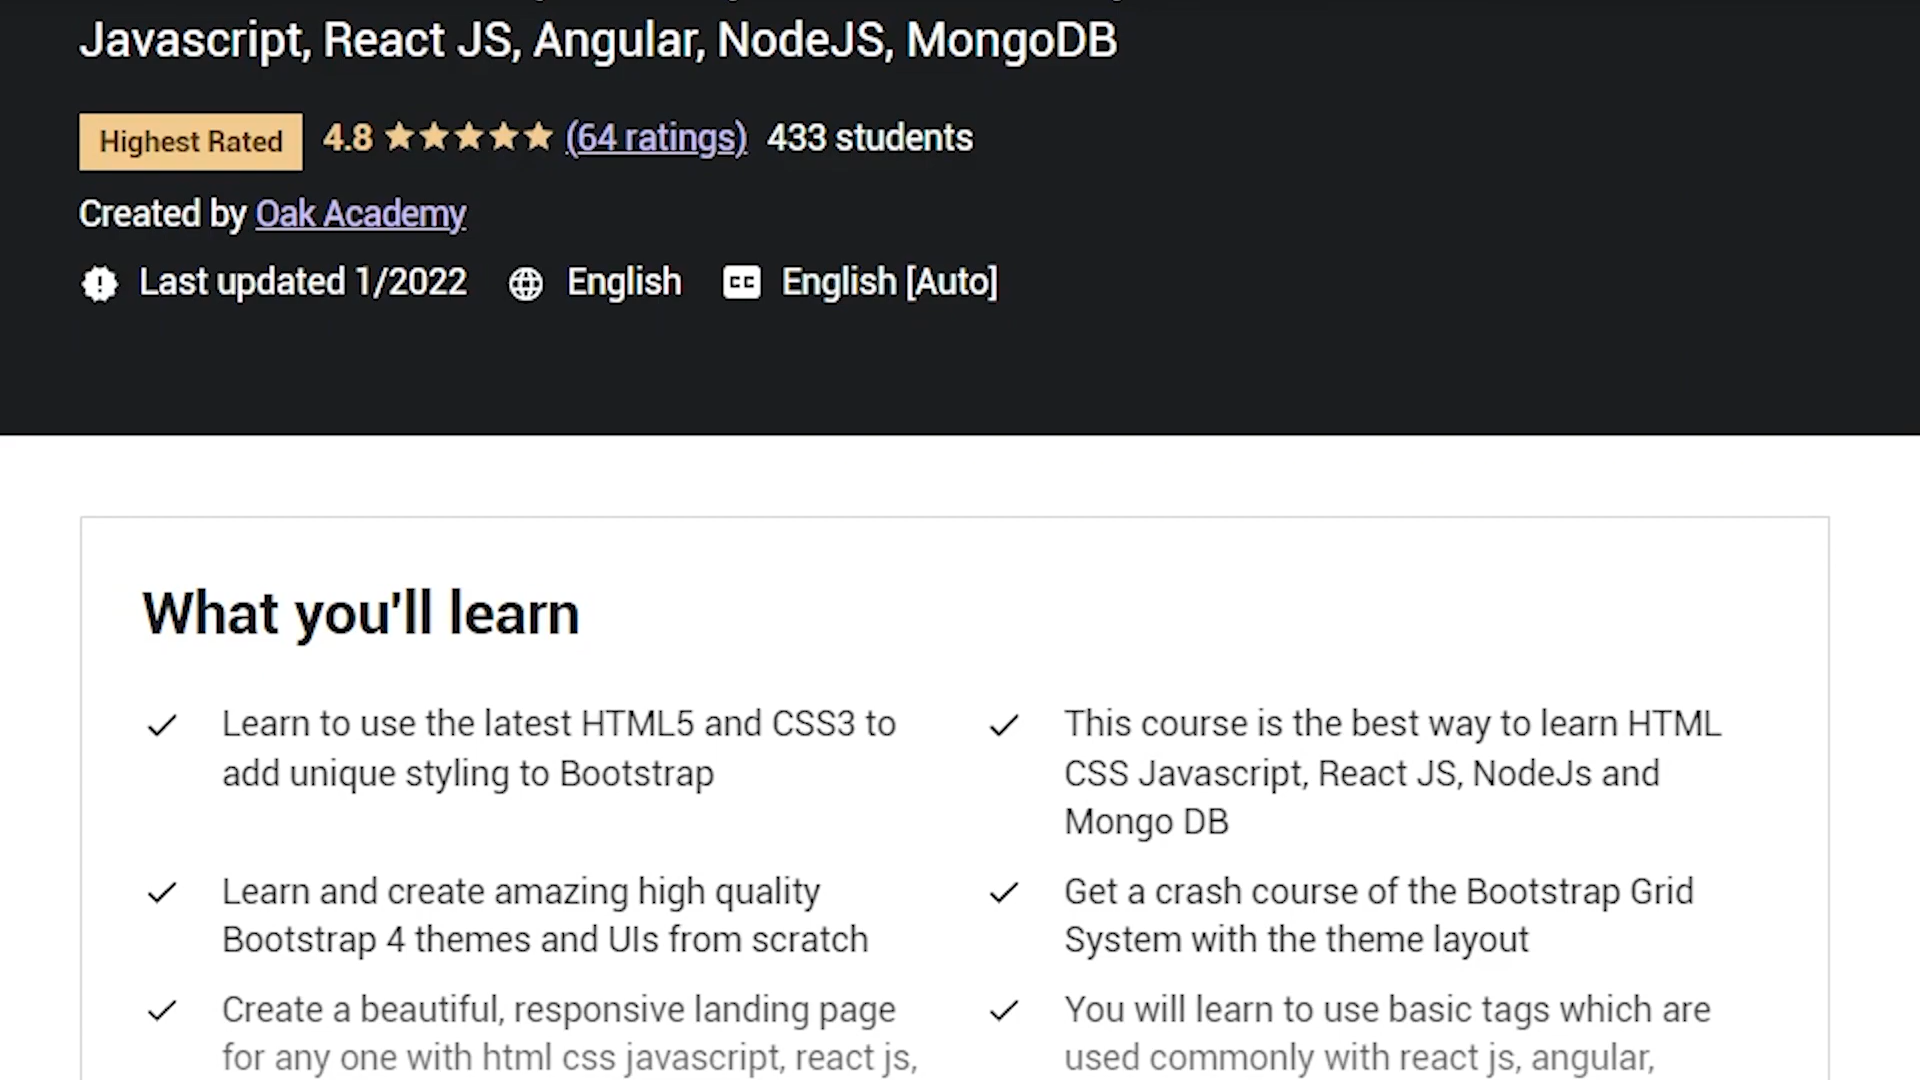 Javascript, React JS, Angular, NodeJS, MongoDB
Highest Rated 4.8 (64 ratings) 433 students
Created by Oak Academy
Last updated 1/2022 English CC English [Auto]
What you'll learn
Learn to use the latest HTML5 and CSS3 to
add unique styling to Bootstrap
This course is the best way to learn HTML
CSS Javascript, React JS, NodeJs and
Mongo DB
Learn and create amazing high quality
Bootstrap 4 themes and UIs from scratch
Get a crash course of the Bootstrap Grid
System with the theme layout
Create a beautiful, responsive landing page
for any one with html css javascript, react js,
You will learn to use basic tags which are
used commonly with react js, angular,